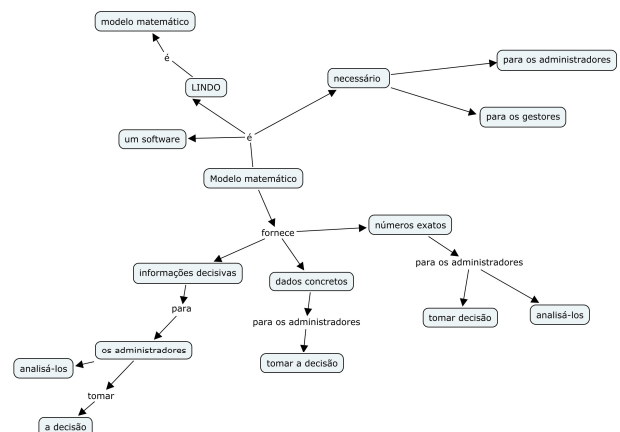 modelo matemático
é
LINDO
necessário
para os administradores
para os gestores
um software
é
Modelo matemático
fornece
números exatos
informações decisivas
dados concretos
para os administradores
para
para os administradores
tomar decisão
analisá-los
os administradores
tomar a decisão
analisá-los
tomar
a decisão